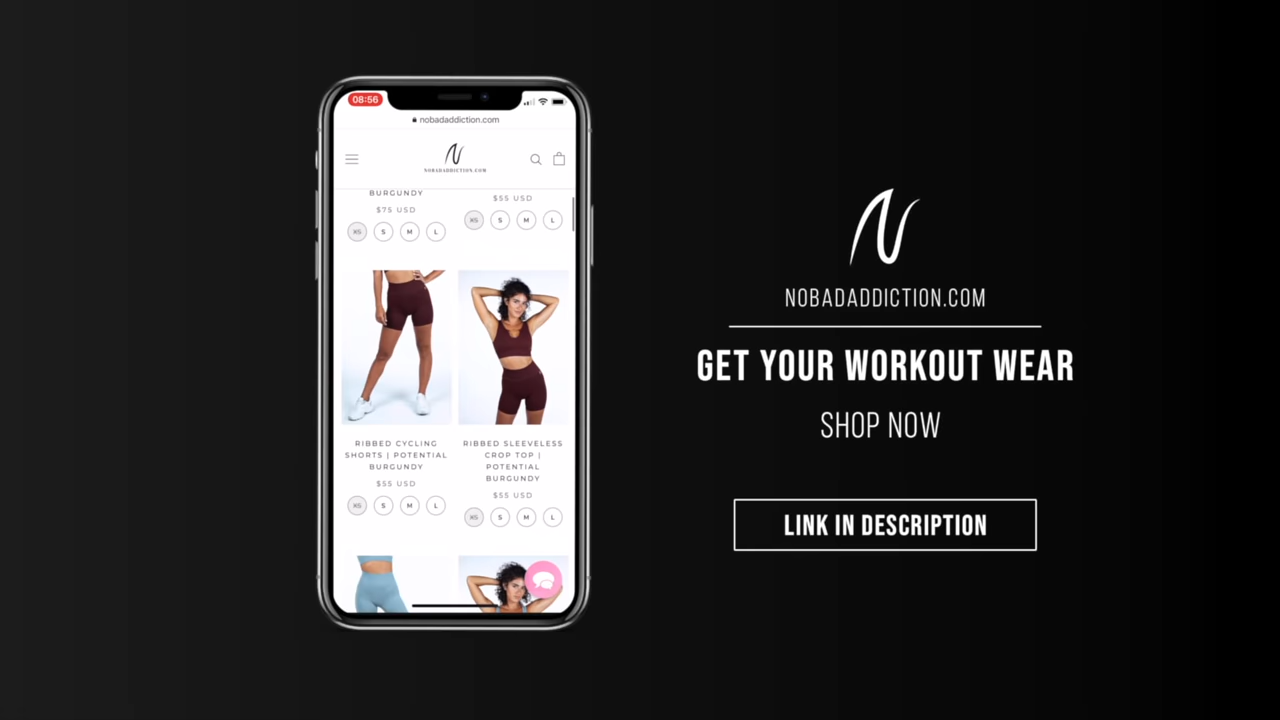 08:56
nobadaddiction.com
NOBADADDICTION.COM
BURGUNDY
$75 USD
XS S M L
$55 USD
XS S M L
RIBBED CYCLING
SHORTS | POTENTIAL
BURGUNDY
$55 USD
XS S M L
RIBBED SLEEVELESS
CROP TOP |
POTENTIAL
BURGUNDY
$55 USD
XS S M L
NOBADADDICTION.COM
GET YOUR WORKOUT WEAR
SHOP NOW
LINK IN DESCRIPTION